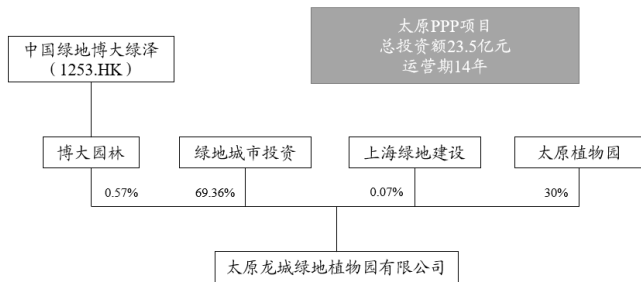 太原PPP项目
总投资额23.5亿元
运营期14年
中国绿地博大绿泽
（1253.HK）
博大园林
绿地城市投资
上海绿地建设
太原植物园
0.57%
69.36%
0.07%
30%
太原龙城绿地植物园有限公司